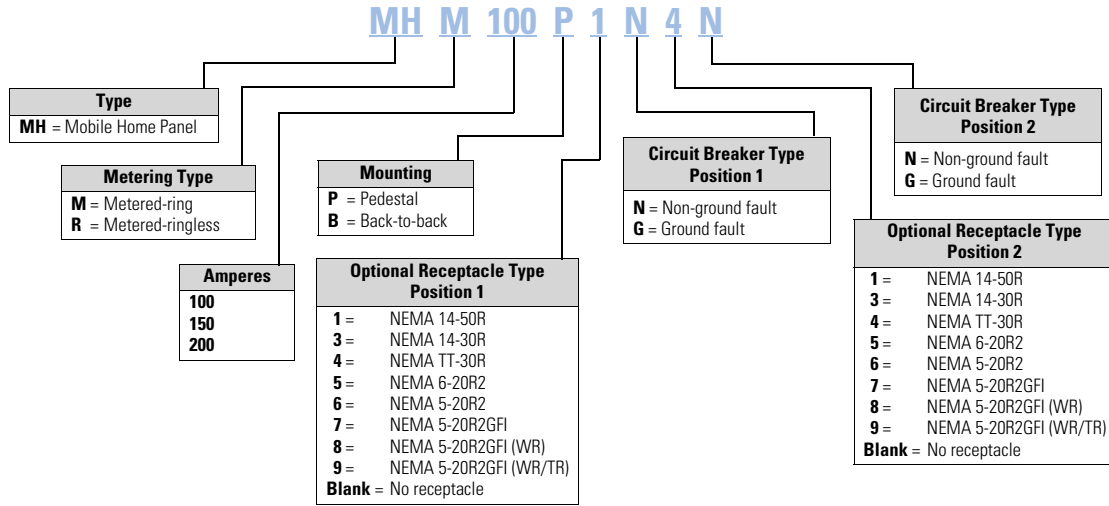 MH M 100 P 1 N 4 N
Type
MH = Mobile Home Panel
Metering Type
M = Metered-ring
R = Metered-ringless
Amperes
100
150
200
Mounting
P = Pedestal
B = Back-to-back
Optional Receptacle Type
Position 1
1 = NEMA 14-50R
3 = NEMA 14-30R
4 = NEMA TT-30R
5 = NEMA 6-20R2
6 = NEMA 5-20R2
7 = NEMA 5-20R2GFI
8 = NEMA 5-20R2GFI (WR)
9 = NEMA 5-20R2GFI (WR/TR)
Blank = No receptacle
Circuit Breaker Type
Position 1
N = Non-ground fault
G = Ground fault
Optional Receptacle Type
Position 2
1 = NEMA 14-50R
3 = NEMA 14-30R
4 = NEMA TT-30R
5 = NEMA 6-20R2
6 = NEMA 5-20R2
7 = NEMA 5-20R2GFI
8 = NEMA 5-20R2GFI (WR)
9 = NEMA 5-20R2GFI (WR/TR)
Blank = No receptacle
Circuit Breaker Type
Position 2
N = Non-ground fault
G = Ground fault